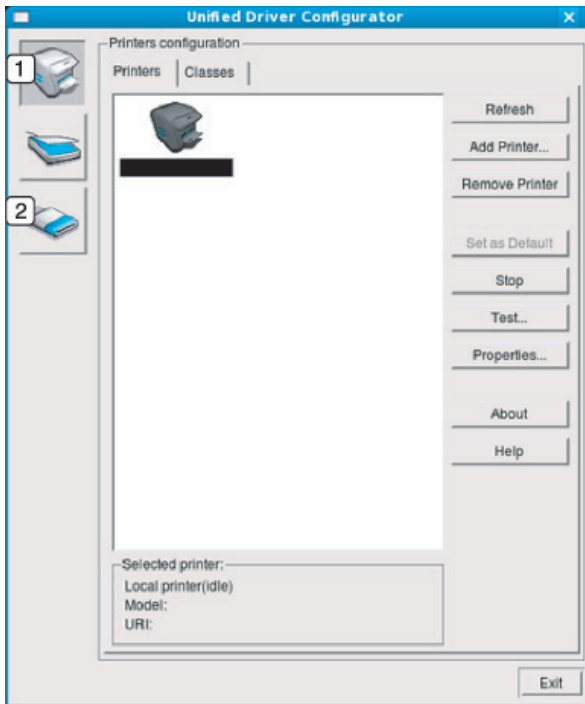 Unified Driver Configurator
1
2
Printers configuration
Printers
Classes
Refresh
Add Printer...
Remove Printer
Set as Default
Stop
Test...
Properties...
About
Help
Selected printer:
Local printer(idle)
Model:
URI:
Exit